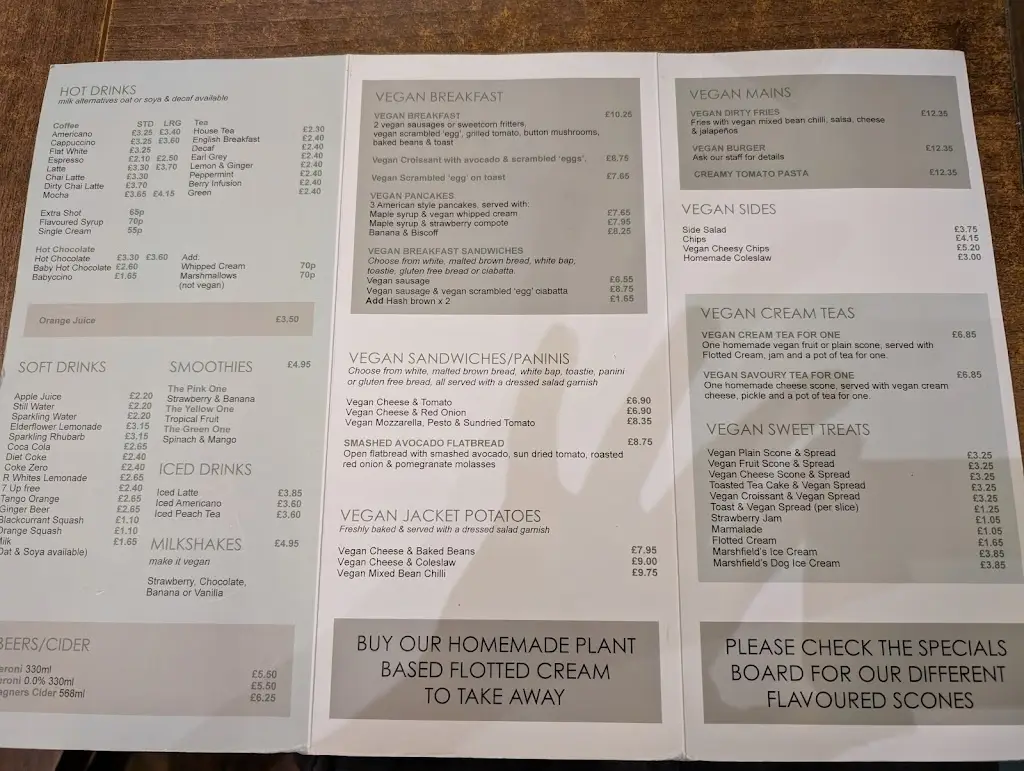 HOT DRINKS
milk alternatives oat or soya & decaf available
Coffee STD LRG
Americano £3.25 £3.40
Cappuccino £3.25 £3.60
Flat White £3.25
Espresso £2.10 £2.50
Latte £3.30 £3.70
Chai Latte £3.30
Dirty Chai Latte £3.70
Mocha £3.65 £4.15
Extra Shot 65p
Flavoured Syrup 70p
Single Cream 55p
Tea
House Tea £2.30
English Breakfast £2.40
Decaf £2.40
Earl Grey £2.40
Lemon & Ginger £2.40
Peppermint £2.40
Berry Infusion £2.40
Green £2.40
Hot Chocolate
Hot Chocolate £3.30 £3.60
Baby Hot Chocolate £2.60
Babyccino £1.65
Add:
Whipped Cream 70p
Marshmallows 70p
(not vegan)
Orange Juice £3.50
SOFT DRINKS
Apple Juice £2.20
Still Water £2.20
Sparkling Water £2.20
Elderflower Lemonade £3.15
Sparkling Rhubarb £3.15
Coca Cola £2.65
Diet Coke £2.40
Coke Zero £2.40
R Whites Lemonade £2.65
7 Up free £2.40
Tango Orange £2.65
Ginger Beer £2.65
Blackcurrant Squash £1.10
Orange Squash £1.10
Milk £1.65
(Oat & Soya available)
SMOOTHIES £4.95
The Pink One
Strawberry & Banana
The Yellow One
Tropical Fruit
The Green One
Spinach & Mango
ICED DRINKS
Iced Latte £3.85
Iced Americano £3.60
Iced Peach Tea £3.60
MILKSHAKES £4.95
make it vegan
Strawberry, Chocolate,
Banana or Vanilla
BEERS/CIDER
eroni 330ml £5.50
eroni 0.0% 330ml £5.50
agners Cider 568ml £6.25
VEGAN BREAKFAST
VEGAN BREAKFAST £10.25
2 vegan sausages or sweetcorn fritters,
vegan scrambled 'egg', grilled tomato, button mushrooms,
baked beans & toast
Vegan Croissant with avocado & scrambled 'eggs'. £8.75
Vegan Scrambled 'egg' on toast £7.65
VEGAN PANCAKES
3 American style pancakes, served with:
Maple syrup & vegan whipped cream £7.65
Maple syrup & strawberry compote £7.95
Banana & Biscoff £8.25
VEGAN BREAKFAST SANDWICHES
Choose from white, malted brown bread, white bap,
toastie, gluten free bread or ciabatta.
Vegan sausage £6.55
Vegan sausage & vegan scrambled 'egg' ciabatta £8.75
Add Hash brown x 2 £1.65
VEGAN SANDWICHES/PANINIS
Choose from white, malted brown bread, white bap, toastie, panini
or gluten free bread, all served with a dressed salad garnish
Vegan Cheese & Tomato £6.90
Vegan Cheese & Red Onion £6.90
Vegan Mozzarella, Pesto & Sundried Tomato £8.35
SMASHED AVOCADO FLATBREAD £8.75
Open flatbread with smashed avocado, sun dried tomato, roasted
red onion & pomegranate molasses
VEGAN JACKET POTATOES
Freshly baked & served with a dressed salad garnish
Vegan Cheese & Baked Beans £7.95
Vegan Cheese & Coleslaw £9.00
Vegan Mixed Bean Chilli £9.75
BUY OUR HOMEMADE PLANT
BASED FLOTTED CREAM
TO TAKE AWAY
VEGAN MAINS
VEGAN DIRTY FRIES £12.35
Fries with vegan mixed bean chilli, salsa, cheese
& jalapeños
VEGAN BURGER £12.35
Ask our staff for details
CREAMY TOMATO PASTA £12.35
VEGAN SIDES
Side Salad £3.75
Chips £4.15
Vegan Cheesy Chips £5.20
Homemade Coleslaw £3.00
VEGAN CREAM TEAS
VEGAN CREAM TEA FOR ONE £6.85
One homemade vegan fruit or plain scone, served with
Flotted Cream, jam and a pot of tea for one.
VEGAN SAVOURY TEA FOR ONE £6.85
One homemade cheese scone, served with vegan cream
cheese, pickle and a pot of tea for one.
VEGAN SWEET TREATS
Vegan Plain Scone & Spread £3.25
Vegan Fruit Scone & Spread £3.25
Vegan Cheese Scone & Spread £3.25
Toasted Tea Cake & Vegan Spread £3.25
Vegan Croissant & Vegan Spread £3.25
Toast & Vegan Spread (per slice) £1.25
Strawberry Jam £1.05
Marmalade £1.05
Flotted Cream £1.65
Marshfield's Ice Cream £3.85
Marshfield's Dog Ice Cream £3.85
PLEASE CHECK THE SPECIALS
BOARD FOR OUR DIFFERENT
FLAVOURED SCONES